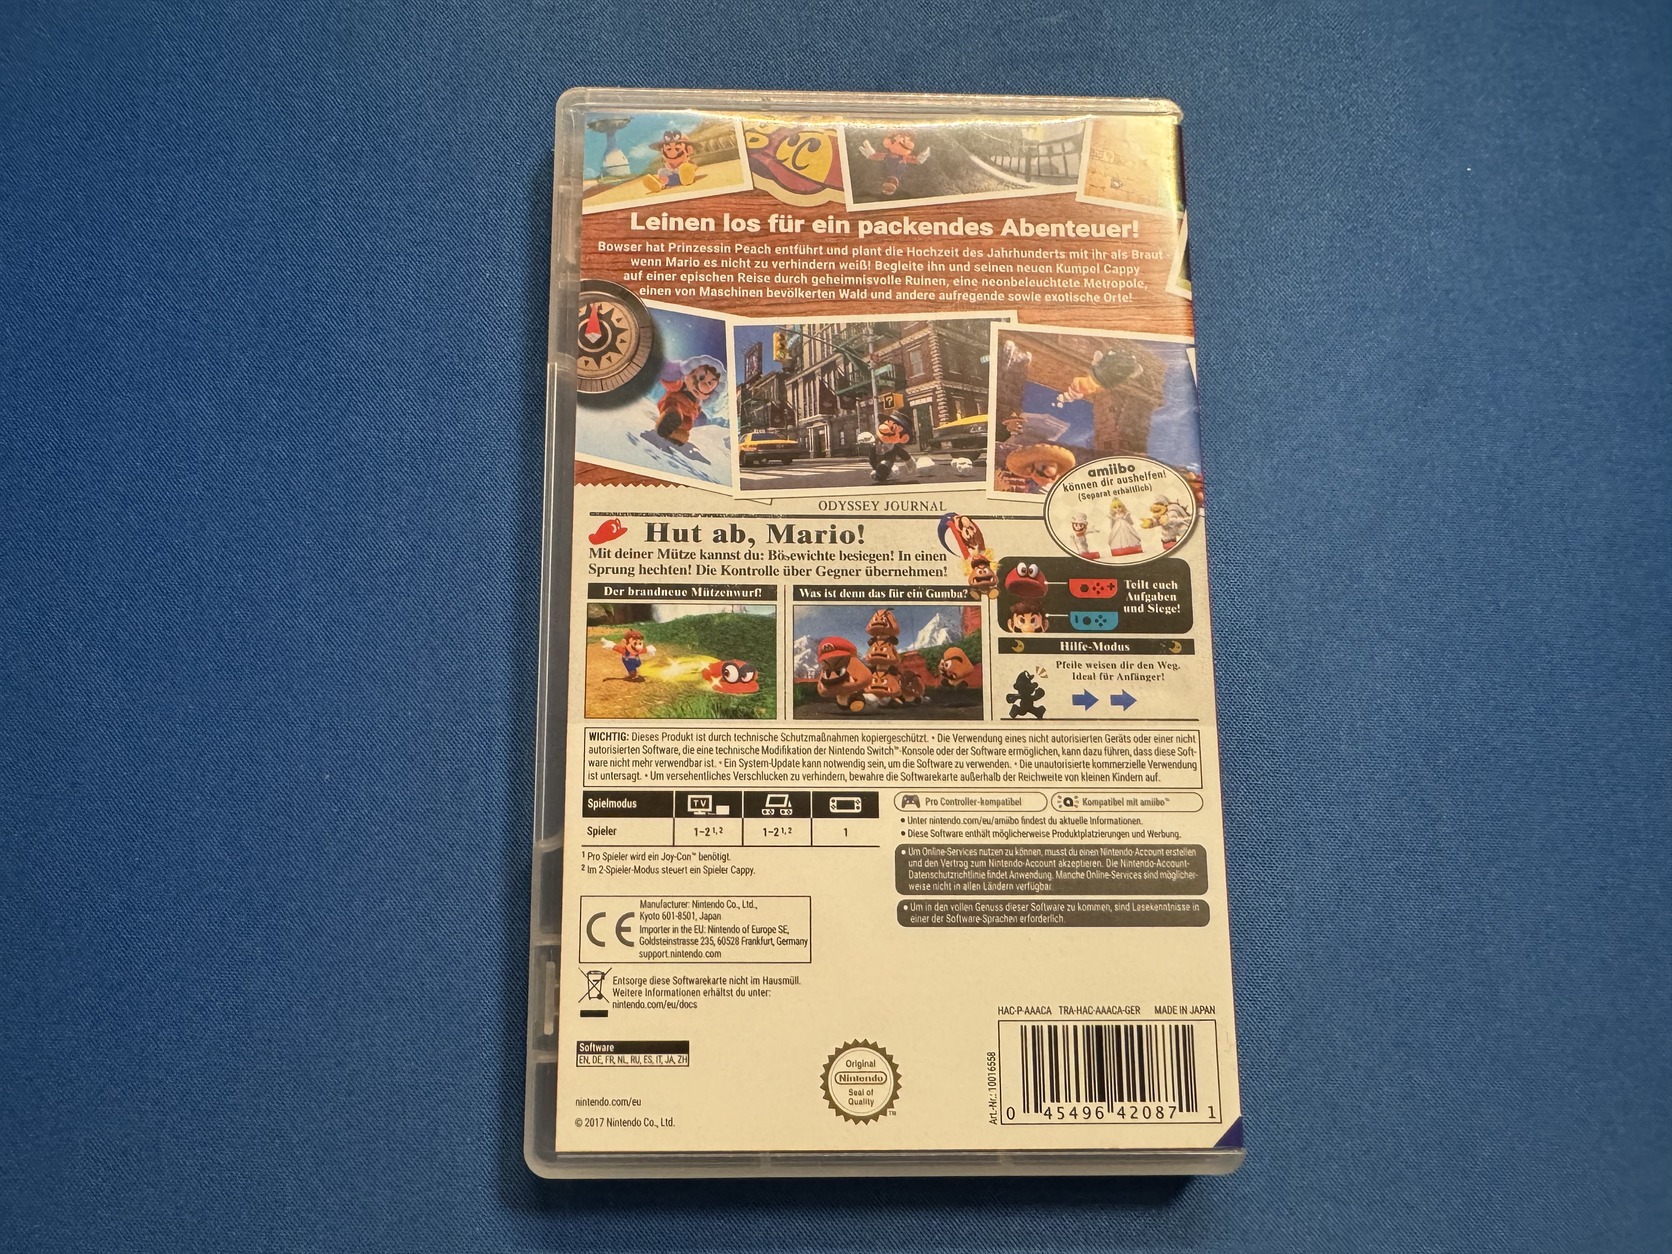 Leinen los für ein packendes Abenteuer!
Bowser hat Prinzessin Peach entführt und plant die Hochzeit des Jahrhunderts mit ihr als Braut -
wenn Mario es nicht zu verhindern weiß! Begleite ihn und seinen neuen Kumpel Cappy
auf einer epischen Reise durch geheimnisvolle Ruinen, eine neonbeleuchtete Metropole,
einen von Maschinen bevölkerten Wald und andere aufregende sowie exotische Orte!
amiibo
können dir aushelfen!
(Separat erhältlich)
ODYSSEY JOURNAL
Hut ab, Mario!
Mit deiner Mütze kannst du: Bösewichte besiegen! In einen
Sprung hechten! Die Kontrolle über Gegner übernehmen!
Der brandneue Mützenwurf!
Was ist denn das für ein Gumba?
Teilt euch
Aufgaben
und Siege!
Hilfe-Modus
Pfeile weisen dir den Weg.
Ideal für Anfänger!
WICHTIG: Dieses Produkt ist durch technische Schutzmaßnahmen kopiergeschützt. • Die Verwendung eines nicht autorisierten Geräts oder einer nicht
autorisierten Software, die eine technische Modifikation der Nintendo Switch™-Konsole oder der Software ermöglichen, kann dazu führen, dass diese Soft-
ware nicht mehr verwendbar ist. • Ein System-Update kann notwendig sein, um die Software zu verwenden. • Die unautorisierte kommerzielle Verwendung
ist untersagt. • Um versehentliches Verschlucken zu verhindern, bewahre die Softwarekarte außerhalb der Reichweite von kleinen Kindern auf.
Spielmodus TV
Spieler 1-2 1, 2 1-2 1, 2 1
¹ Pro Spieler wird ein Joy-Con™ benötigt.
² Im 2-Spieler-Modus steuert ein Spieler Cappy.
Pro Controller-kompatibel
Kompatibel mit amiibo™
• Unter nintendo.com/eu/amiibo findest du aktuelle Informationen.
• Diese Software enthält möglicherweise Produktplatzierungen und Werbung.
• Um Online-Services nutzen zu können, musst du einen Nintendo Account erstellen
und den Vertrag zum Nintendo-Account akzeptieren. Die Nintendo-Account-
Datenschutzrichtlinie findet Anwendung. Manche Online-Services sind möglicher-
weise nicht in allen Ländern verfügbar.
• Um in den vollen Genuss dieser Software zu kommen, sind Lesekenntnisse in
einer der Software-Sprachen erforderlich.
CE
Manufacturer: Nintendo Co., Ltd.,
Kyoto 601-8501, Japan
Importer in the EU: Nintendo of Europe SE,
Goldsteinstrasse 235, 60528 Frankfurt, Germany
support.nintendo.com
Entsorge diese Softwarekarte nicht im Hausmüll.
Weitere Informationen erhältst du unter:
nintendo.com/eu/docs
Software
EN, DE, FR, NL, RU, ES, IT, JA, ZH
nintendo.com/eu
© 2017 Nintendo Co., Ltd.
Original
Nintendo
Seal of
Quality
™
HAC-P-AAACA TRA-HAC-AAACA-GER MADE IN JAPAN
Art.-Nr.: 10016558
0 45496 42087 1